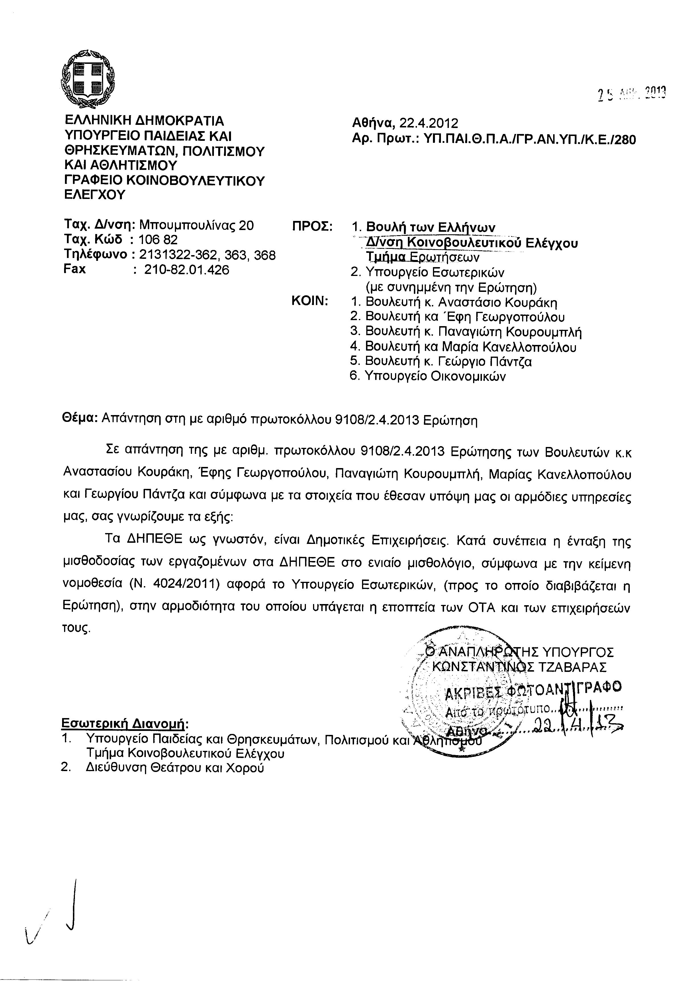 25 ΑΠΡ. 2013
ΕΛΛΗΝΙΚΗ ΔΗΜΟΚΡΑΤΙΑ
ΥΠΟΥΡΓΕΙΟ ΠΑΙΔΕΙΑΣ ΚΑΙ
ΘΡΗΣΚΕΥΜΑΤΩΝ, ΠΟΛΙΤΙΣΜΟΥ
ΚΑΙ ΑΘΛΗΤΙΣΜΟΥ
ΓΡΑΦΕΙΟ ΚΟΙΝΟΒΟΥΛΕΥΤΙΚΟΥ
ΕΛΕΓΧΟΥ
Αθήνα, 22.4.2012
Αρ. Πρωτ.: ΥΠ.ΠΑΙ.Θ.Π.Α./ΓΡ.ΑΝ.ΥΠ./Κ.Ε./280
Ταχ. Δ/νση: Μπουμπουλίνας 20
Ταχ. Κώδ : 106 82
Τηλέφωνο : 2131322-362, 363, 368
Fax : 210-82.01.426
ΠΡΟΣ: 1. Βουλή των Ελλήνων
Δ/νση Κοινοβουλευτικού Ελέγχου
Τμήμα Ερωτήσεων
2. Υπουργείο Εσωτερικών
(με συνημμένη την Ερώτηση)
ΚΟΙΝ: 1. Βουλευτή κ. Αναστάσιο Κουράκη
2. Βουλευτή κα Έφη Γεωργοπούλου
3. Βουλευτή κ. Παναγιώτη Κουρουμπλή
4. Βουλευτή κα Μαρία Κανελλοπούλου
5. Βουλευτή κ. Γεώργιο Πάντζα
6. Υπουργείο Οικονομικών
Θέμα: Απάντηση στη με αριθμό πρωτοκόλλου 9108/2.4.2013 Ερώτηση
Σε απάντηση της με αριθμ. πρωτοκόλλου 9108/2.4.2013 Ερώτησης των Βουλευτών κ.κ
Αναστασίου Κουράκη, Έφης Γεωργοπούλου, Παναγιώτη Κουρουμπλή, Μαρίας Κανελλοπούλου
και Γεωργίου Πάντζα και σύμφωνα με τα στοιχεία που έθεσαν υπόψη μας οι αρμόδιες υπηρεσίες
μας, σας γνωρίζουμε τα εξής:
Τα ΔΗΠΕΘΕ ως γνωστόν, είναι Δημοτικές Επιχειρήσεις. Κατά συνέπεια η ένταξη της
μισθοδοσίας των εργαζομένων στα ΔΗΠΕΘΕ στο ενιαίο μισθολόγιο, σύμφωνα με την κείμενη
νομοθεσία (Ν. 4024/2011) αφορά το Υπουργείο Εσωτερικών, (προς το οποίο διαβιβάζεται η
Ερώτηση), στην αρμοδιότητα του οποίου υπάγεται η εποπτεία των ΟΤΑ και των επιχειρήσεών
τους.
Ο ΑΝΑΠΛΗΡΩΤΗΣ ΥΠΟΥΡΓΟΣ
ΚΩΝΣΤΑΝΤΙΝΟΣ ΤΖΑΒΑΡΑΣ
ΑΚΡΙΒΕΣ ΦΩΤΟΑΝΤΙΓΡΑΦΟ
Από το πρωτότυπο
Αθήνα 22/4/13
Εσωτερική Διανομή:
1. Υπουργείο Παιδείας και Θρησκευμάτων, Πολιτισμού και Αθλητισμού
Τμήμα Κοινοβουλευτικού Ελέγχου
2. Διεύθυνση Θεάτρου και Χορού